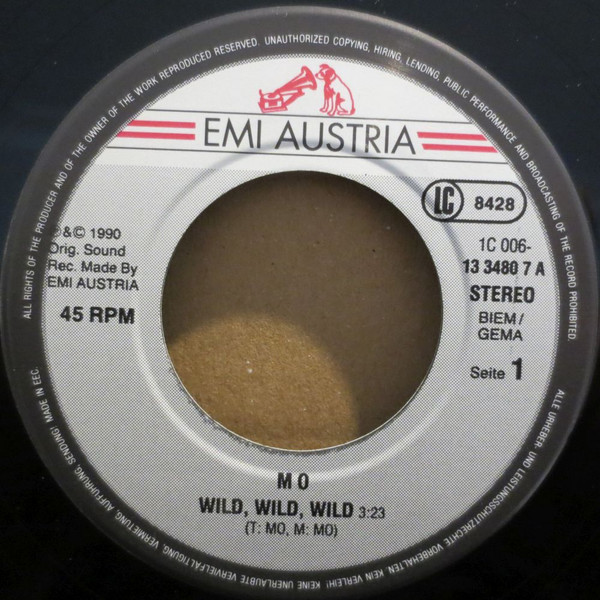 ALL RIGHTS OF THE PRODUCER AND OF THE OWNER OF THE WORK REPRODUCED RESERVED. UNAUTHORIZED COPYING, HIRING, LENDING, PUBLIC PERFORMANCE AND BROADCASTING OF THE RECORD PROHIBITED.
EMI AUSTRIA
LC 8428
℗&© 1990
Orig. Sound
Rec. Made By
EMI AUSTRIA
45 RPM
1C 006-
13 3480 7 A
STEREO
BIEM/
GEMA
Seite 1
MO
WILD, WILD, WILD 3:23
(T: MO, M: MO)
ALLE URHEBER- UND LEISTUNGSSCHUTZRECHTE VORBEHALTEN. KEIN VERLEIH! KEINE UNERLAUBTE VERVIELFÄLTIGUNG, VERMIETUNG, AUFFÜHRUNG, SENDUNG! MADE IN EEC.